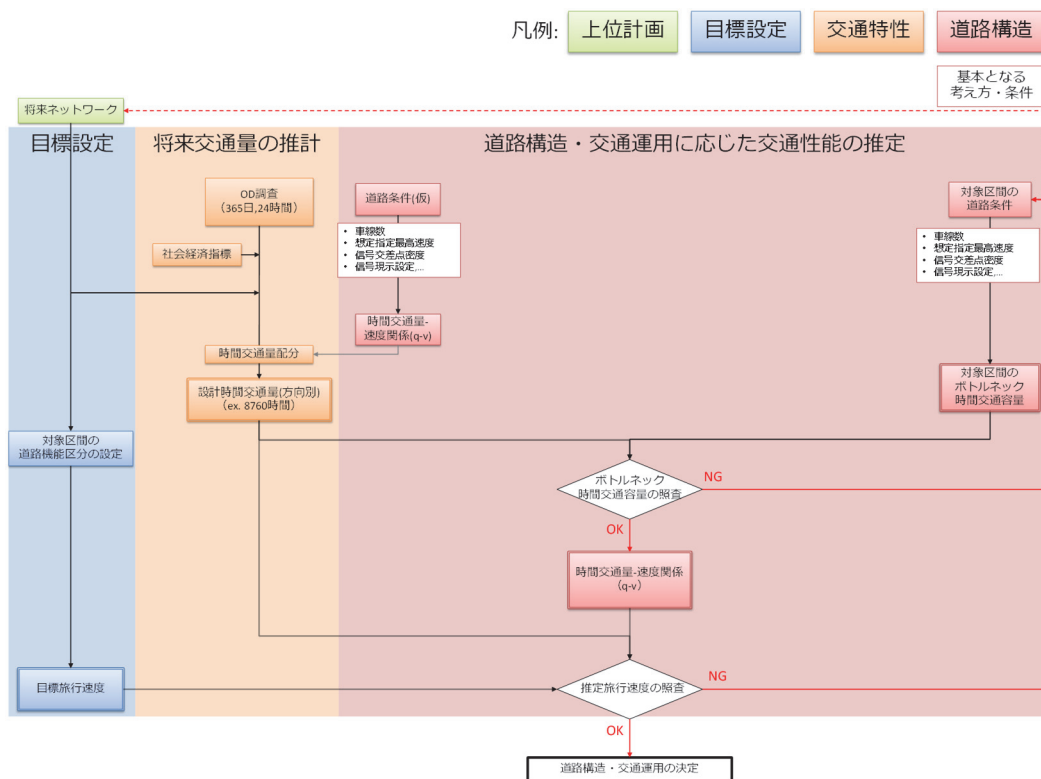 凡例: 上位計画 目標設定 交通特性 道路構造
基本となる
考え方・条件
将来ネットワーク
目標設定 将来交通量の推計 道路構造・交通運用に応じた交通性能の推定
OD調査
(365日,24時間)
社会経済指標
道路条件(仮)
• 車線数
• 想定指定最高速度
• 信号交差点密度
• 信号現示設定,...
時間交通量-
速度関係(q-v)
対象区間の
道路条件
• 車線数
• 想定指定最高速度
• 信号交差点密度
• 信号現示設定,...
時間交通量配分
設計時間交通量(方向別)
(ex. 8760時間)
対象区間の
ボトルネック
時間交通容量
対象区間の
道路機能区分の設定
ボトルネック
時間交通容量の照査
NG
OK
時間交通量-速度関係
(q-v)
目標旅行速度
推定旅行速度の照査
NG
OK
道路構造・交通運用の決定